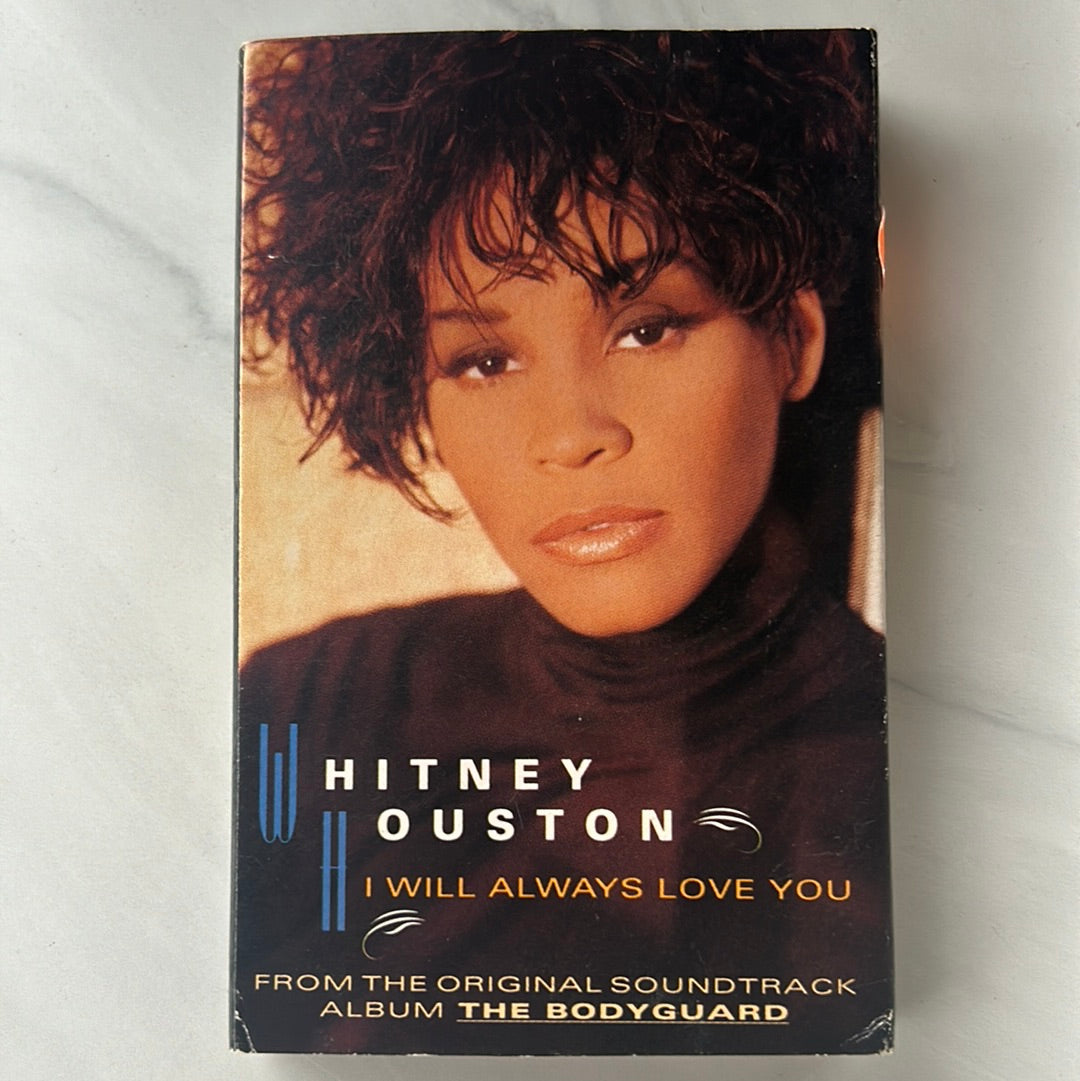 WHITNEY
HOUSTON
I WILL ALWAYS LOVE YOU
FROM THE ORIGINAL SOUNDTRACK
ALBUM THE BODYGUARD